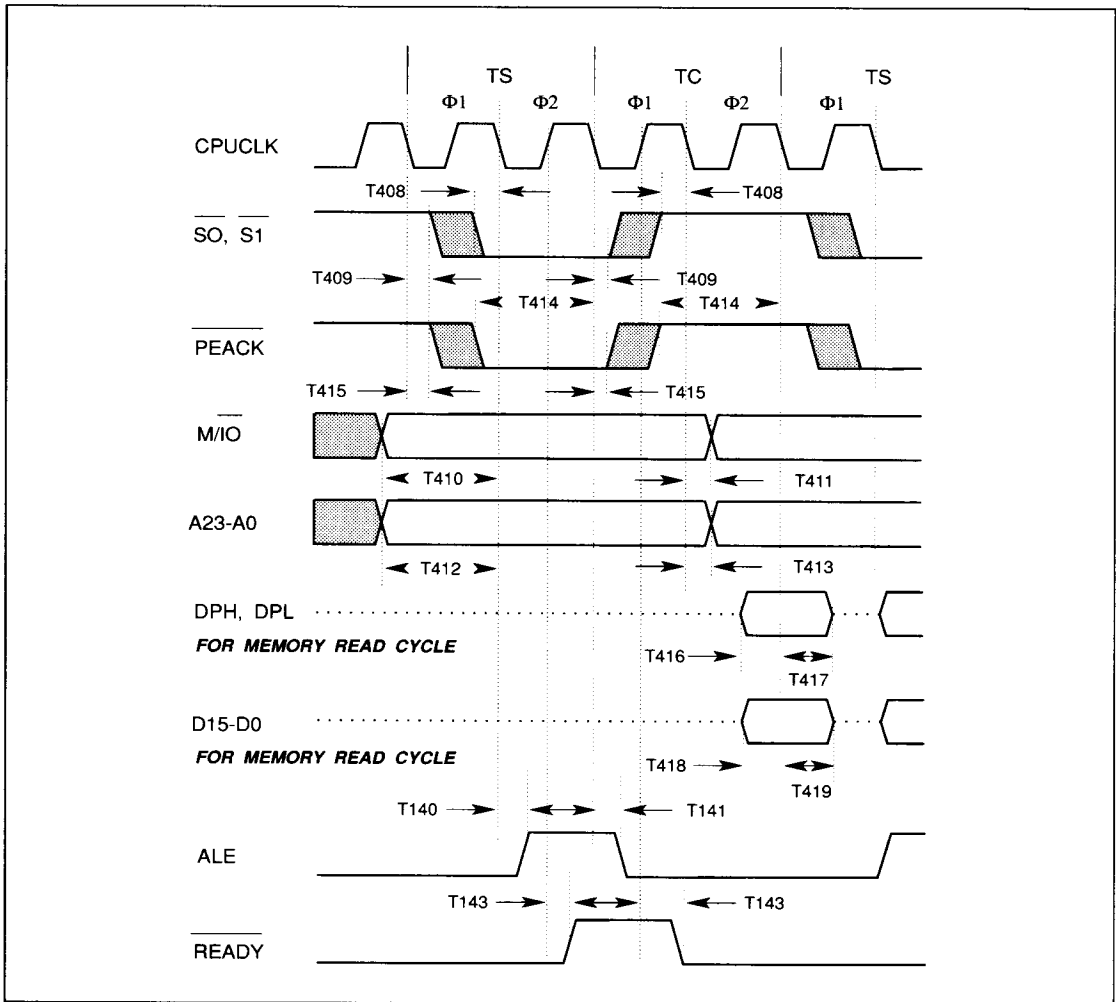 TS TC TS
Φ1 Φ2 Φ1 Φ2 Φ1
CPUCLK
T408 T408
SO, S1
T409 T409
T414 T414
PEACK
T415 T415
M/IO
T410 T411
A23-A0
T412 T413
DPH, DPL
FOR MEMORY READ CYCLE
T416 T417
D15-D0
FOR MEMORY READ CYCLE
T418 T419
T140 T141
ALE
T143 T143
READY